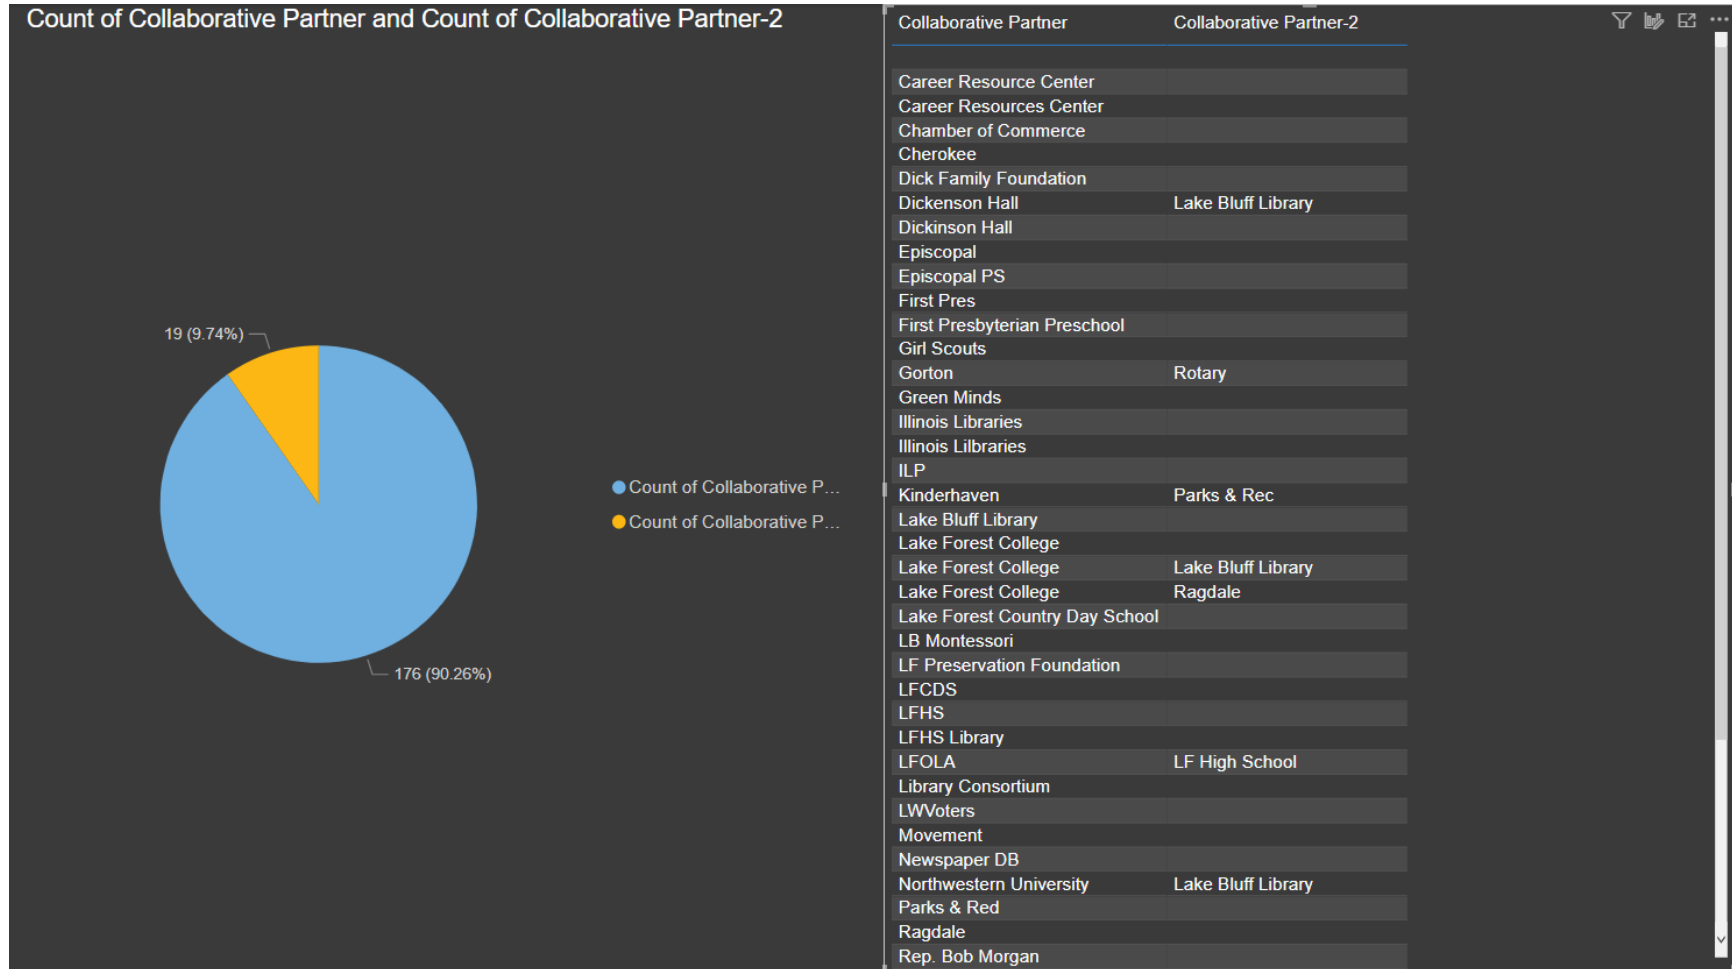 Count of Collaborative Partner and Count of Collaborative Partner-2
19 (9.74%)
176 (90.26%)
Count of Collaborative P...
Count of Collaborative P...
Collaborative Partner Collaborative Partner-2
Career Resource Center
Career Resources Center
Chamber of Commerce
Cherokee
Dick Family Foundation
Dickenson Hall Lake Bluff Library
Dickinson Hall
Episcopal
Episcopal PS
First Pres
First Presbyterian Preschool
Girl Scouts
Gorton Rotary
Green Minds
Illinois Libraries
Illinois Lilbraries
ILP
Kinderhaven Parks & Rec
Lake Bluff Library
Lake Forest College
Lake Forest College Lake Bluff Library
Lake Forest College Ragdale
Lake Forest Country Day School
LB Montessori
LF Preservation Foundation
LFCDS
LFHS
LFHS Library
LFOLA LF High School
Library Consortium
LWVoters
Movement
Newspaper DB
Northwestern University Lake Bluff Library
Parks & Red
Ragdale
Rep. Bob Morgan